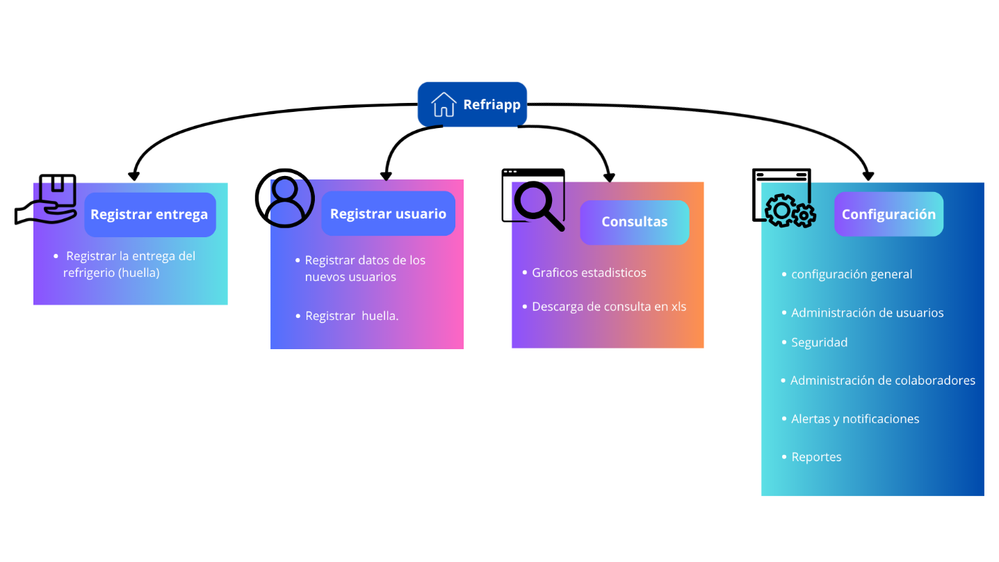 Refriapp
Registrar entrega
• Registrar la entrega del
refrigerio (huella)
Registrar usuario
• Registrar datos de los
nuevos usuarios
• Registrar huella.
Consultas
• Graficos estadisticos
• Descarga de consulta en xls
Configuración
• configuración general
• Administración de usuarios
• Seguridad
• Administración de colaboradores
• Alertas y notificaciones
• Reportes